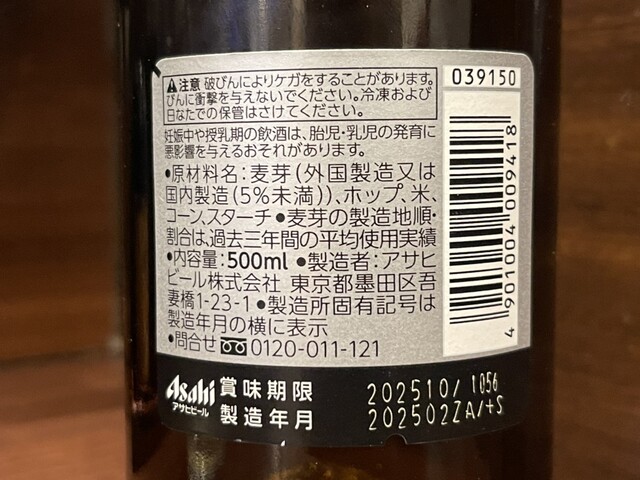 ⚠注意 破びんによりケガをすることがあります。
びんに衝撃を与えないでください。冷凍および
日なたでの保管はさけてください。
039150
妊娠中や授乳期の飲酒は、胎児・乳児の発育に
悪影響を与えるおそれがあります。
●原材料名:麦芽(外国製造又は
国内製造(5%未満))、ホップ、米、
コーン、スターチ ●麦芽の製造地順・
割合は、過去三年間の平均使用実績
●内容量:500ml ●製造者:アサヒ
ビール株式会社 東京都墨田区吾
妻橋1-23-1 ●製造所固有記号は
製造年月の横に表示
●問合せ 0120-011-121
4 901004 009418
Asahi
アサヒビール
賞味期限 202510/ 1056
製造年月 202502ZA/+S